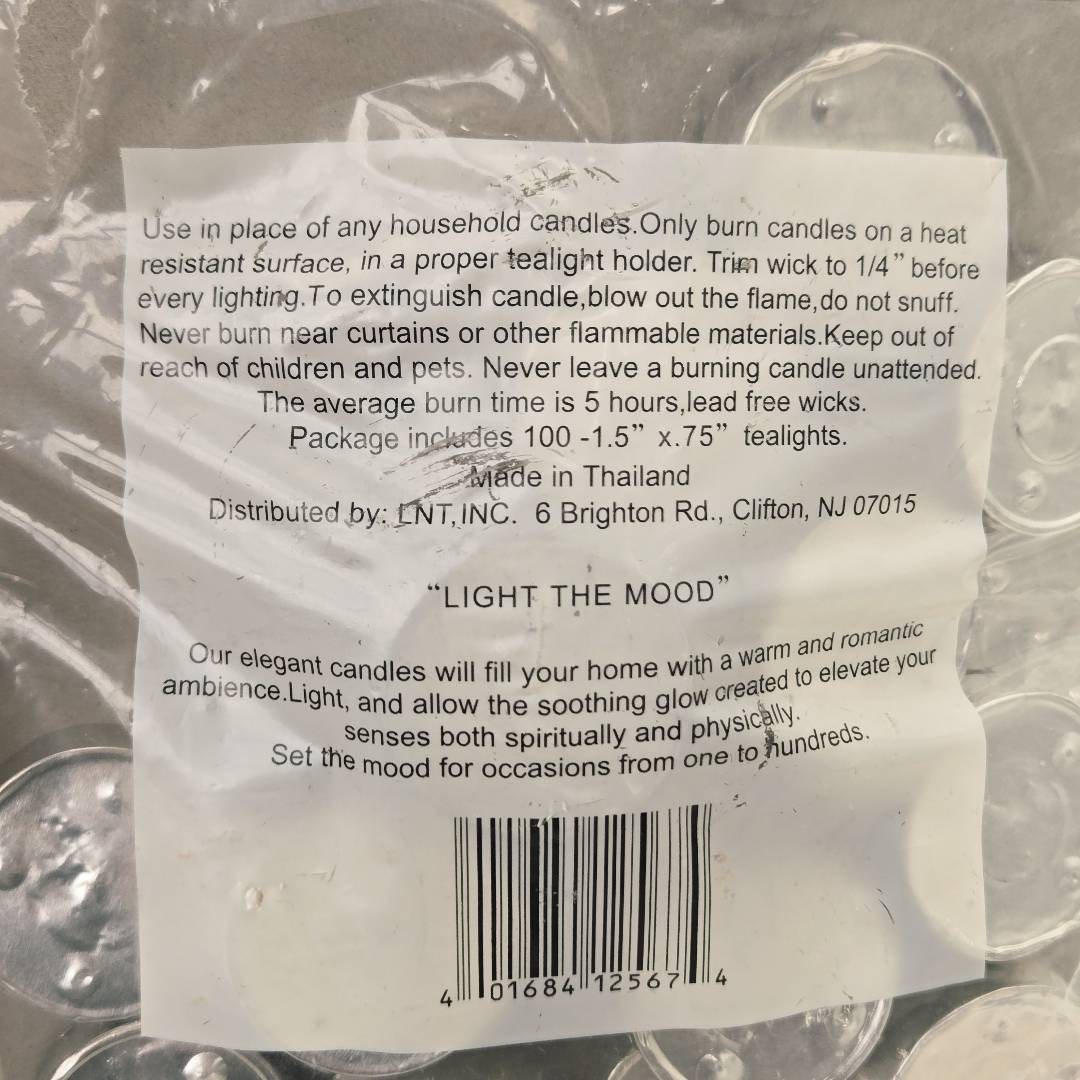 Use in place of any household candles.Only burn candles on a heat
resistant surface, in a proper tealight holder. Trim wick to 1/4” before
every lighting.To extinguish candle,blow out the flame,do not snuff.
Never burn near curtains or other flammable materials.Keep out of
reach of children and pets. Never leave a burning candle unattended.
The average burn time is 5 hours,lead free wicks.
Package includes 100 -1.5” x.75” tealights.
Made in Thailand
Distributed by: LNT,INC. 6 Brighton Rd., Clifton, NJ 07015
“LIGHT THE MOOD”
Our elegant candles will fill your home with a warm and romantic
ambience.Light, and allow the soothing glow created to elevate your
senses both spiritually and physically.
Set the mood for occasions from one to hundreds.
4 01684 12567 4